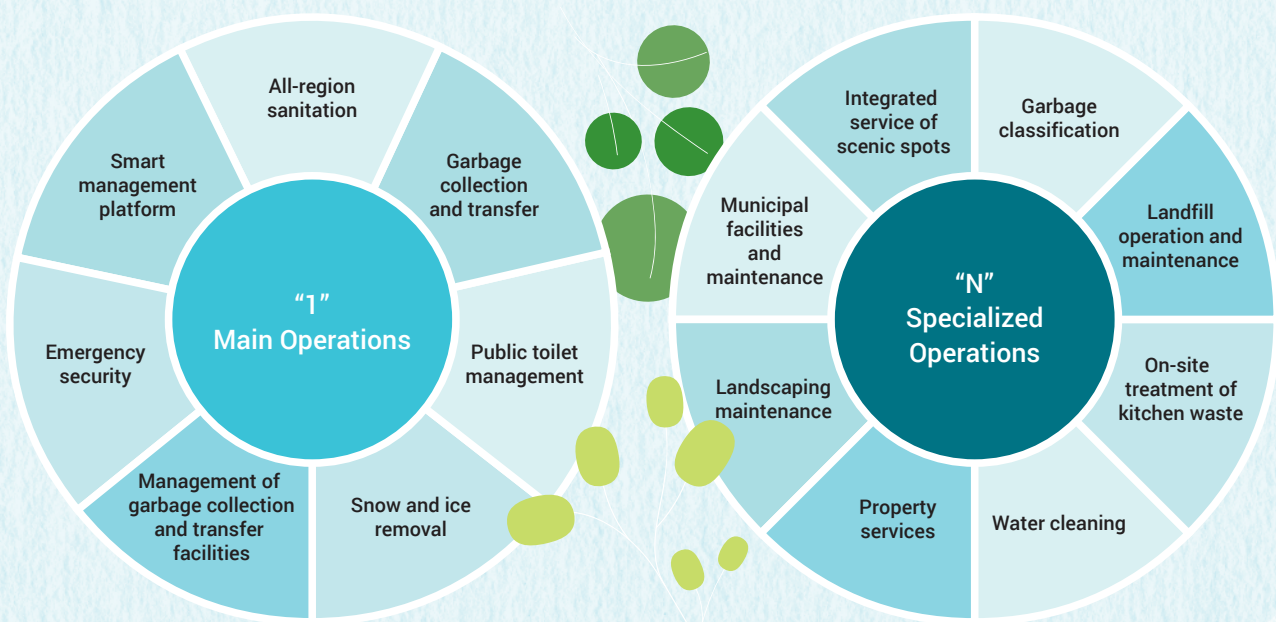 All-region
sanitation
Garbage
collection
and transfer
Public toilet
management
Snow and ice
removal
Management of
garbage collection
and transfer
facilities
Emergency
security
Smart
management
platform
“1”
Main Operations
Integrated
service of
scenic spots
Garbage
classification
Landfill
operation and
maintenance
On-site
treatment of
kitchen waste
Water cleaning
Property
services
Landscaping
maintenance
Municipal
facilities
and
maintenance
“N”
Specialized
Operations